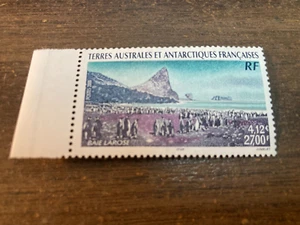 TERRES AUSTRALES ET ANTARCTIQUES FRANÇAISES
RF
4,12€
27,00F
BAIE LAROSE